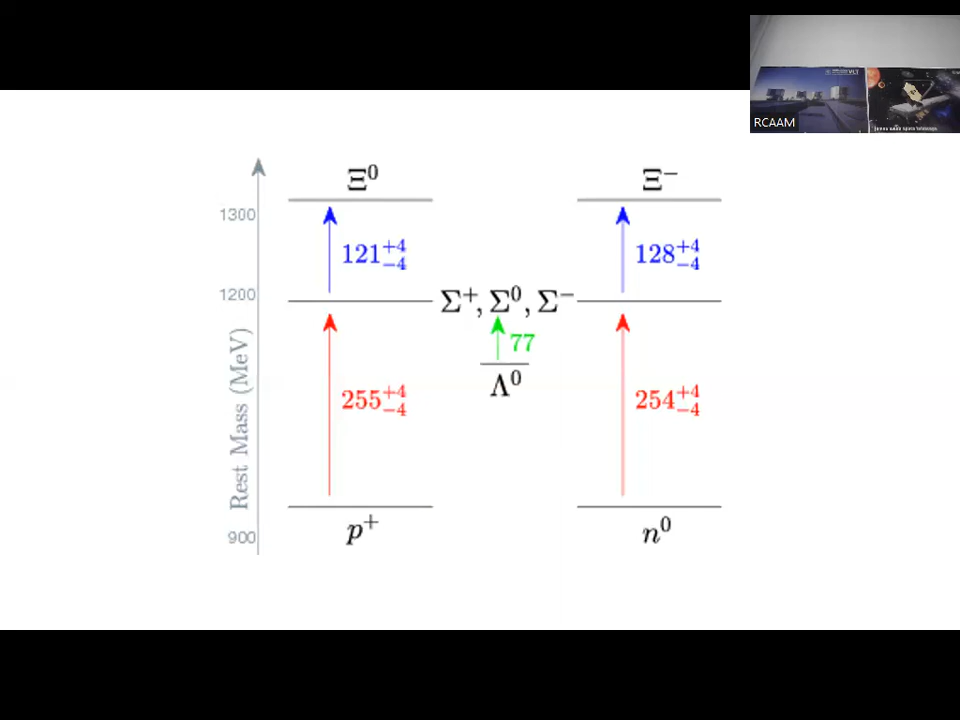 VLT
RCAAM
Ξ⁰
Ξ⁻
1300
121⁺⁴₋₄
128⁺⁴₋₄
1200
Σ⁺, Σ⁰, Σ⁻
77
Λ⁰
Rest Mass (MeV)
255⁺⁴₋₄
254⁺⁴₋₄
900
p⁺
n⁰